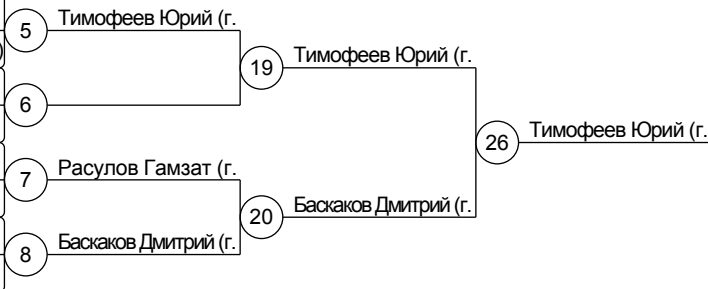 5 Тимофеев Юрий (г.
19 Тимофеев Юрий (г.
6
26 Тимофеев Юрий (г.
7 Расулов Гамзат (г.
20 Баскаков Дмитрий (г.
8 Баскаков Дмитрий (г.